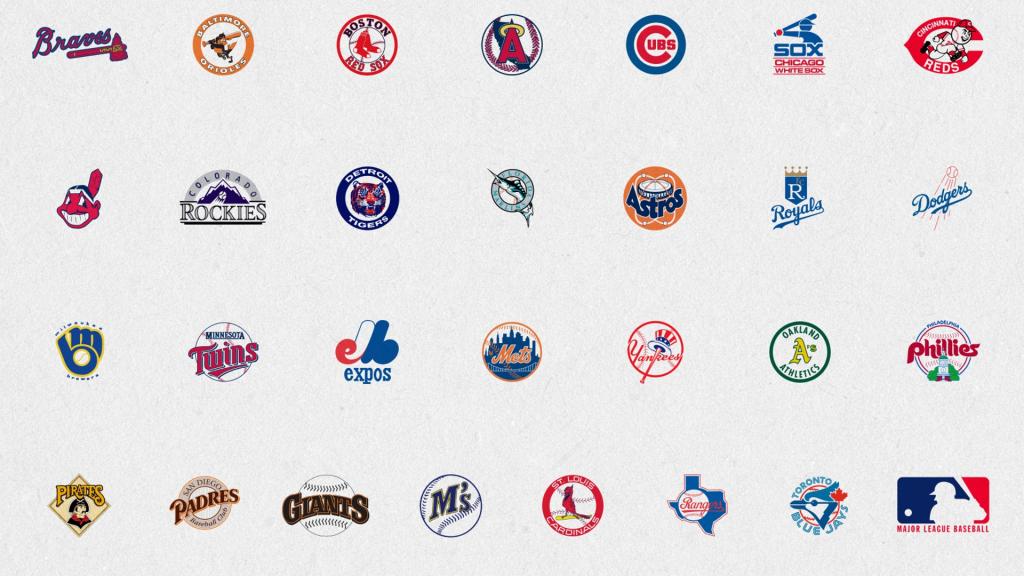 Braves
BALTIMORE
ORIOLES
BOSTON
RED SOX
A
CUBS
SOX
CHICAGO
WHITE SOX
CINCINNATI
REDS
COLORADO
ROCKIES
DETROIT
TIGERS
Astros
R
Royals
Dodgers
milwaukee
brewers
MINNESOTA
Twins
expos
Mets
Yankees
OAKLAND
A's
ATHLETICS
PHILADELPHIA
phillies
PIRATES
SAN DIEGO
PADRES
Baseball Club
GIANTS
M's
ST. LOUIS
CARDINALS
Rangers
TORONTO
BLUE JAYS
MAJOR LEAGUE BASEBALL